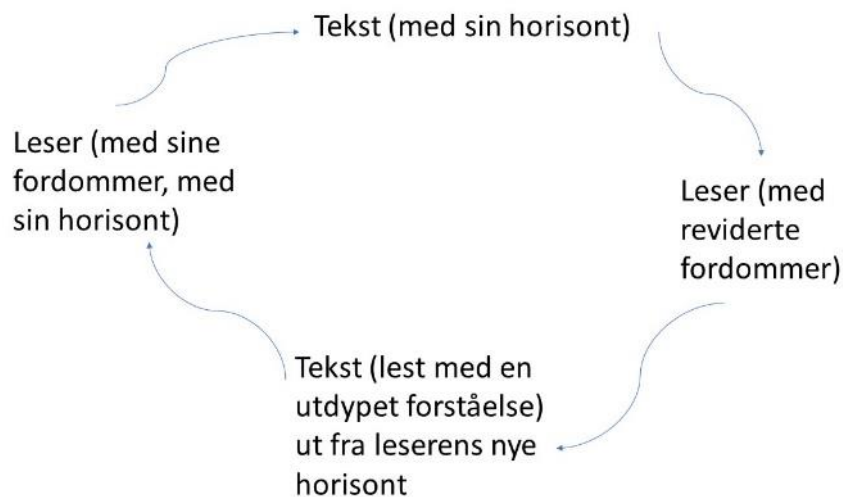 Tekst (med sin horisont)
Leser (med sine
fordommer, med
sin horisont)
Leser (med
reviderte
fordommer)
Tekst (lest med en
utdypet forståelse)
ut fra leserens nye
horisont